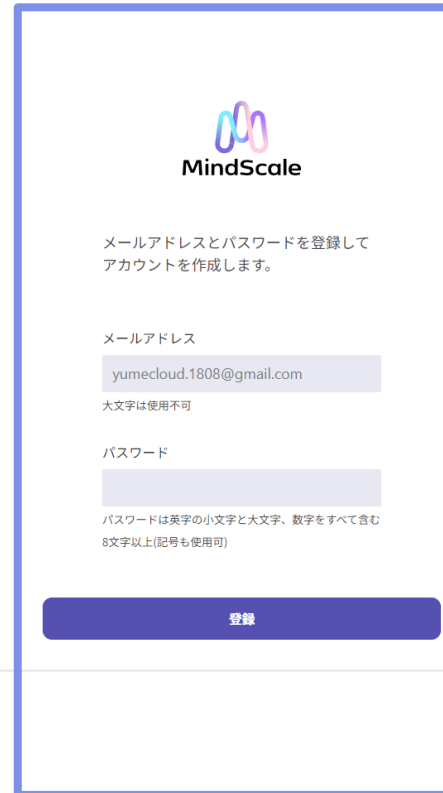 MindScale
メールアドレスとパスワードを登録して
アカウントを作成します。
メールアドレス
yumecloud.1808@gmail.com
大文字は使用不可
パスワード
パスワードは英字の小文字と大文字、数字をすべて含む
8文字以上(記号も使用可)
登録